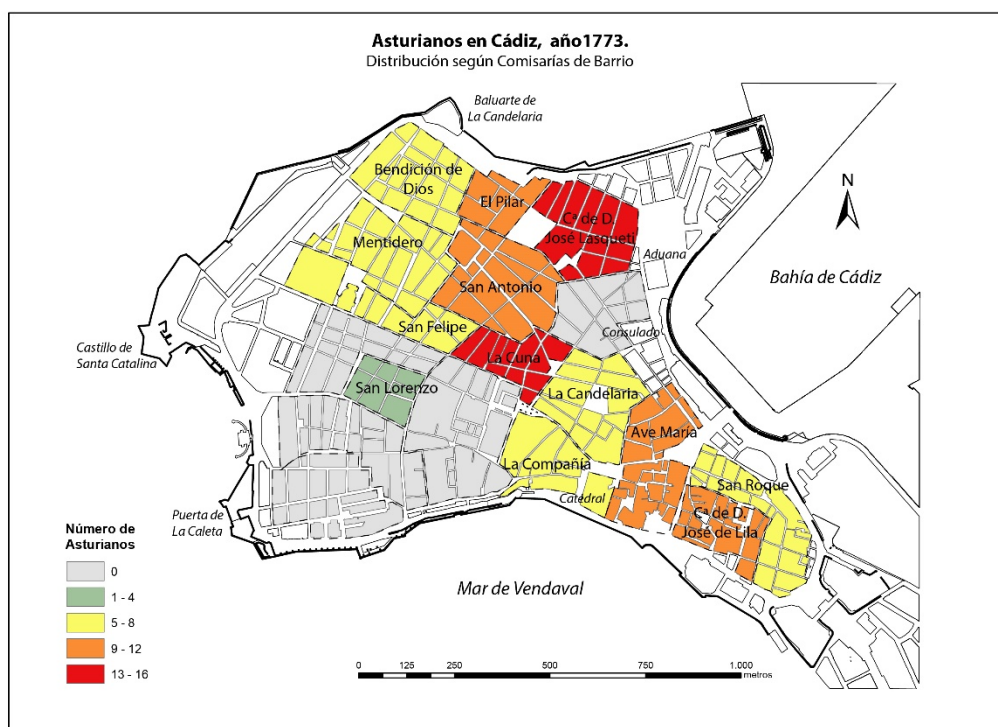 Asturianos en Cádiz, año1773.
Distribución según Comisarías de Barrio
Baluarte de
La Candelaria
Bendición de
Dios
El Pilar
Cª de D.
José Lasqueti
N
Mentidero
Aduana
San Antonio
Bahía de Cádiz
San Felipe
Consulado
Castillo de
Santa Catalina
La Cuna
San Lorenzo
La Candelaria
Ave María
La Compañía
San Roque
Catedral
Cª de D.
José de Lila
Puerta de
La Caleta
Número de
Asturianos
0
1 - 4
5 - 8
9 - 12
13 - 16
Mar de Vendaval
0 125 250 500 750 1.000
metros